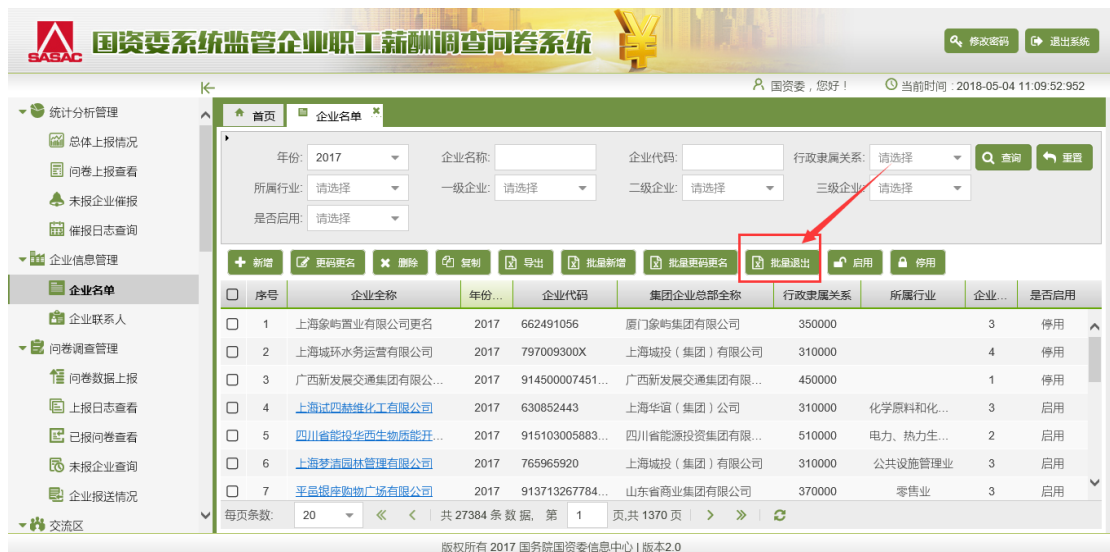 SASAC
国资委系统监管企业职工薪酬调查问卷系统
修改密码 退出系统
国资委，您好！ 当前时间：2018-05-04 11:09:52:952
统计分析管理
总体上报情况
问卷上报查看
未报企业催报
催报日志查询
企业信息管理
企业名单
企业联系人
问卷调查管理
问卷数据上报
上报日志查看
已报问卷查看
未报企业查询
企业报送情况
交流区
首页 企业名单
年份: 2017 企业名称: 企业代码: 行政隶属关系: 请选择 查询 重置
所属行业: 请选择 一级企业: 请选择 二级企业: 请选择 三级企业: 请选择
是否启用: 请选择
新增 更码更名 删除 复制 导出 批量新增 批量更码更名 批量退出 启用 停用
序号 企业全称 年份... 企业代码 集团企业总部全称 行政隶属关系 所属行业 企业... 是否启用
1 上海象屿置业有限公司更名 2017 662491056 厦门象屿集团有限公司 350000 3 停用
2 上海城环水务运营有限公司 2017 797009300X 上海城投（集团）有限公司 310000 4 停用
3 广西新发展交通集团有限公... 2017 914500007451... 广西新发展交通集团有限... 450000 1 停用
4 上海试四赫维化工有限公司 2017 630852443 上海华谊（集团）公司 310000 化学原料和化... 3 启用
5 四川省能投华西生物质能开... 2017 915103005883... 四川省能源投资集团有限... 510000 电力、热力生... 2 启用
6 上海梦清园林管理有限公司 2017 765965920 上海城投（集团）有限公司 310000 公共设施管理业 3 启用
7 平邑银座购物广场有限公司 2017 913713267784... 山东省商业集团有限公司 370000 零售业 3 启用
每页条数: 20 共 27384 条数据, 第 1 页,共 1370 页
版权所有 2017 国务院国资委信息中心 | 版本2.0